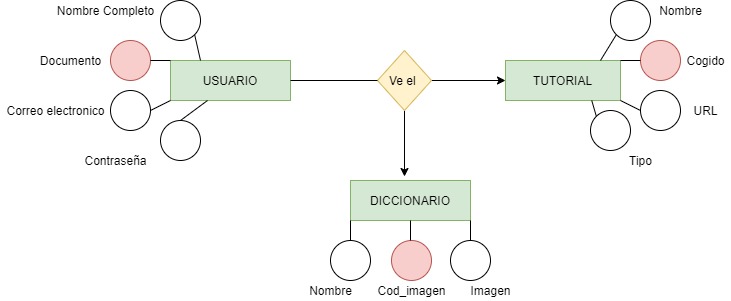 Nombre Completo
Nombre
Documento
Cogido
USUARIO
Ve el
TUTORIAL
Correo electronico
URL
Contraseña
Tipo
DICCIONARIO
Nombre
Cod_imagen
Imagen